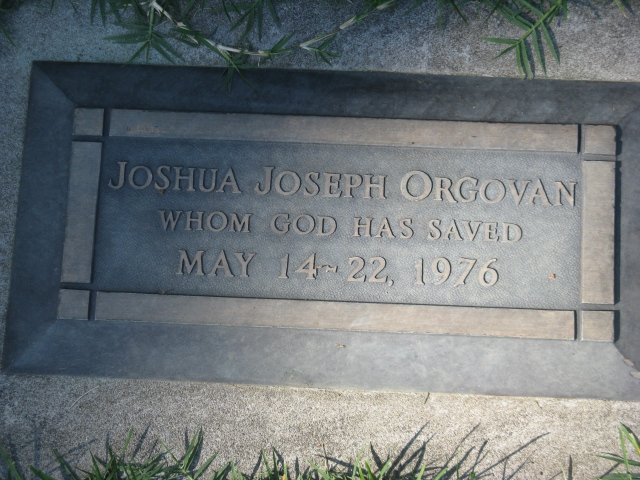 JOSHUA JOSEPH ORGOVAN
WHOM GOD HAS SAVED
MAY 14~22, 1976